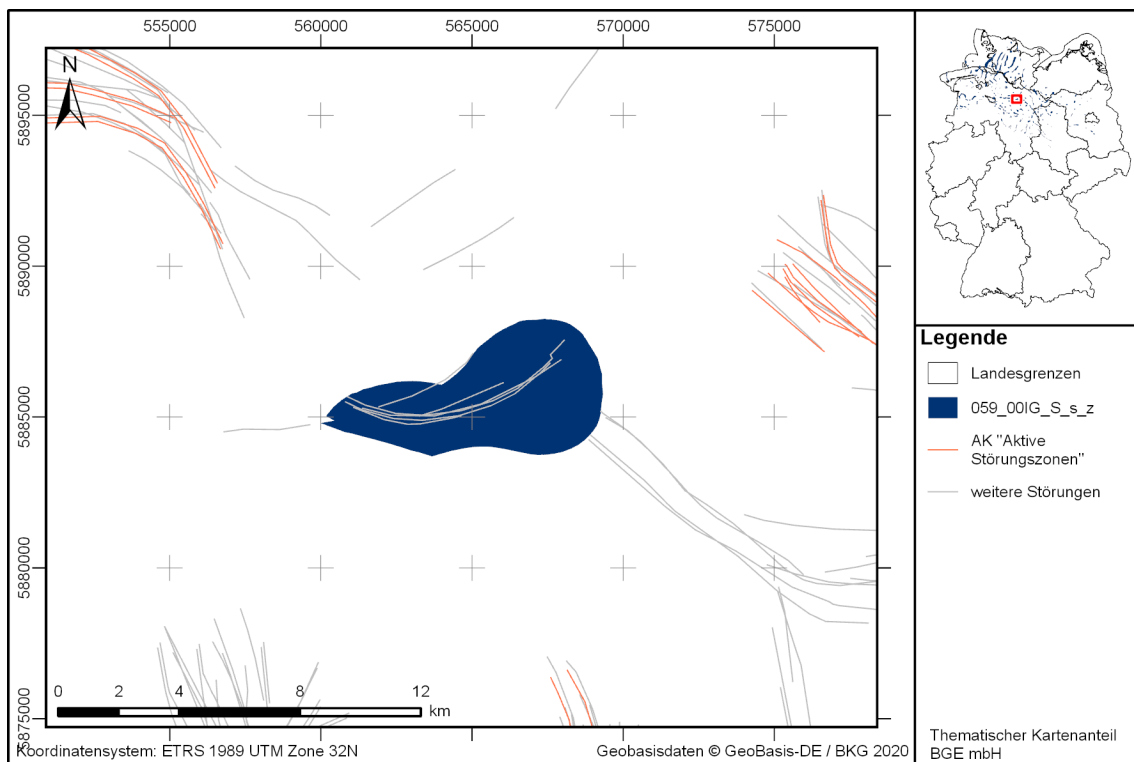 555000 560000 565000 570000 575000
N
5895000
5890000
5885000
5880000
5875000
0 2 4 8 12
km
Koordinatensystem: ETRS 1989 UTM Zone 32N
Geobasisdaten © GeoBasis-DE / BKG 2020
Legende
Landesgrenzen
059_00IG_S_s_z
AK "Aktive
Störungszonen"
weitere Störungen
Thematischer Kartenanteil
BGE mbH